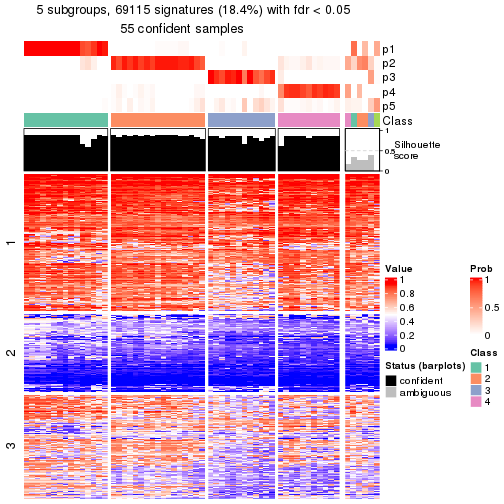 5 subgroups, 69115 signatures (18.4%) with fdr < 0.05
55 confident samples
p1
p2
p3
p4
p5
Class
1
0.5
0
Silhouette
score
1
2
3
Value
1
0.8
0.6
0.4
0.2
0
Status (barplots)
confident
ambiguous
Prob
1
0.5
0
Class
1
2
3
4